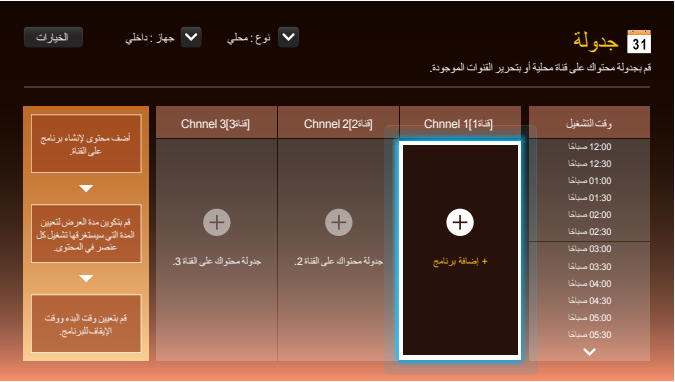 31 جدولة
نوع : محلي
جهاز : داخلي
الخيارات
قم بجدولة محتواك على قناة محلية أو بتحرير القنوات الموجودة.
وقت التشغيل
[قناة1]Chnnel 1
[قناة2]Chnnel 2
[قناة3]Chnnel 3
12:00 صباحًا
12:30 صباحًا
01:00 صباحًا
01:30 صباحًا
02:00 صباحًا
02:30 صباحًا
03:00 صباحًا
03:30 صباحًا
04:00 صباحًا
04:30 صباحًا
05:00 صباحًا
05:30 صباحًا
+ إضافة برنامج
جدولة محتواك على القناة 2.
جدولة محتواك على القناة 3.
أضف محتوى لإنشاء برنامج
على القناة.
قم بتكوين مدة العرض لتعيين
المدة التي سيستغرقها تشغيل كل
عنصر في المحتوى.
قم بتعيين وقت البدء ووقت
الإيقاف للبرنامج.